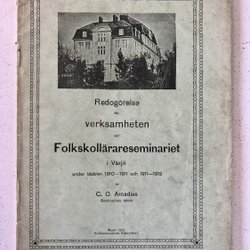 Redogörelse
för
verksamheten
vid
Folkskollärareseminariet
i Växjö
under läsåren 1910—1911 och 1911—1912
av
C. O. Arcadius
Seminariets rektor